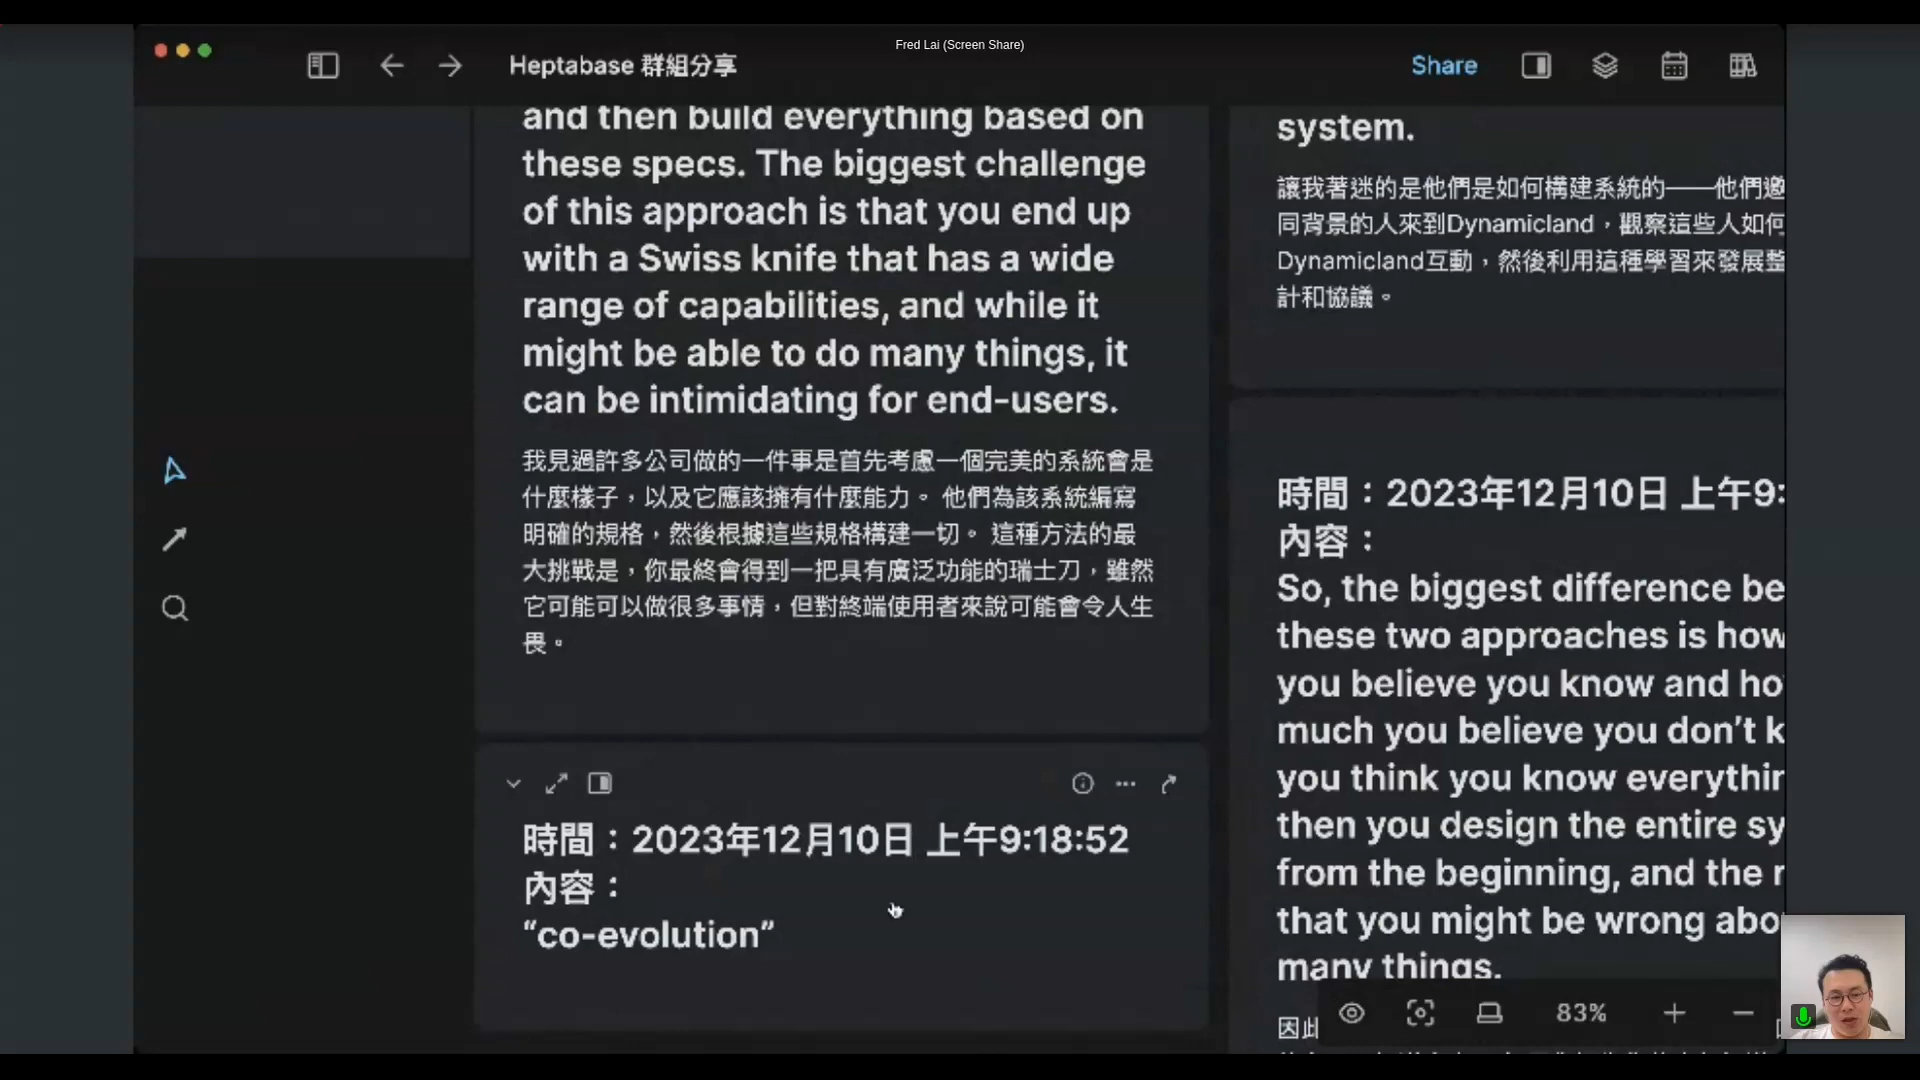 Fred Lai (Screen Share)
Heptabase 群組分享
Share
and then build everything based on
these specs. The biggest challenge
of this approach is that you end up
with a Swiss knife that has a wide
range of capabilities, and while it
might be able to do many things, it
can be intimidating for end-users.
我見過許多公司做的一件事是首先考慮一個完美的系統會是
什麼樣子，以及它應該擁有什麼能力。 他們為該系統編寫
明確的規格，然後根據這些規格構建一切。 這種方法的最
大挑戰是，你最終會得到一把具有廣泛功能的瑞士刀，雖然
它可能可以做很多事情，但對終端使用者來說可能會令人生
畏。
時間：2023年12月10日 上午9:18:52
內容：
“co-evolution”
system.
讓我著迷的是他們是如何構建系統的——他們邀
同背景的人來到Dynamicland，觀察這些人如何
Dynamicland互動，然後利用這種學習來發展整
計和協議。
時間：2023年12月10日 上午9:
內容：
So, the biggest difference be
these two approaches is how
you believe you know and ho
much you believe you don’t k
you think you know everythin
then you design the entire sy
from the beginning, and the r
that you might be wrong abo
many things.
因此
83%